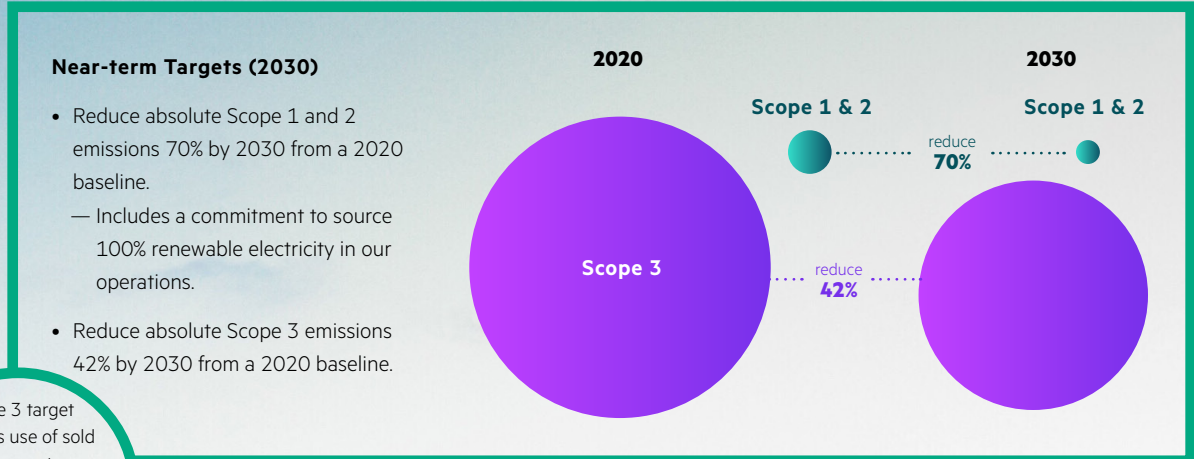 Near-term Targets (2030)
• Reduce absolute Scope 1 and 2
emissions 70% by 2030 from a 2020
baseline.
— Includes a commitment to source
100% renewable electricity in our
operations.
• Reduce absolute Scope 3 emissions
42% by 2030 from a 2020 baseline.
e 3 target
s use of sold
2020
2030
Scope 1 & 2
Scope 1 & 2
reduce
70%
Scope 3
reduce
42%